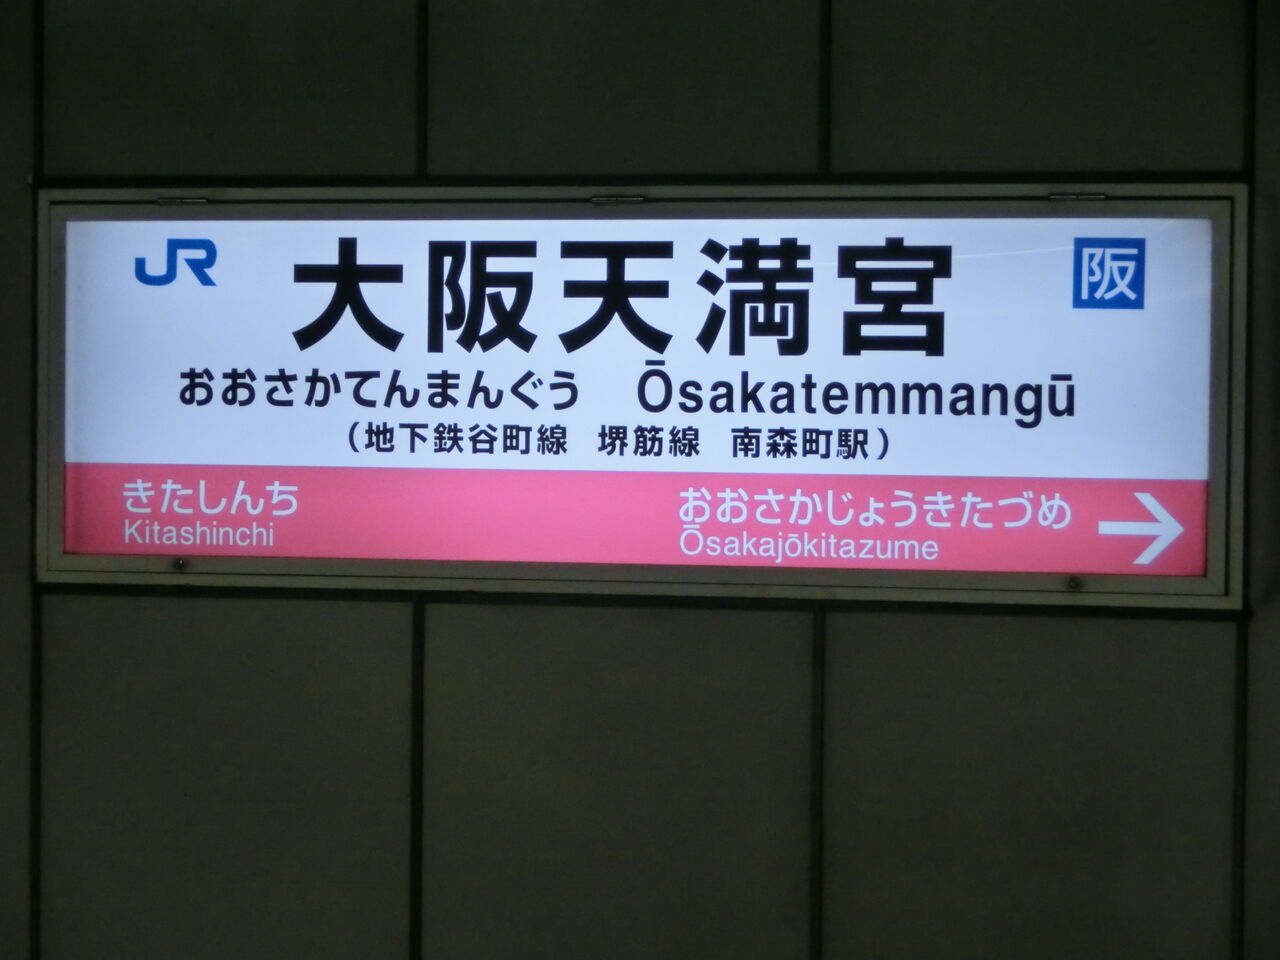 JR 大阪天満宮 阪
おおさかてんまんぐう Ōsakatemmangū
（地下鉄谷町線 堺筋線 南森町駅）
きたしんち おおさかじょうきたづめ
Kitashinchi Ōsakajōkitazume